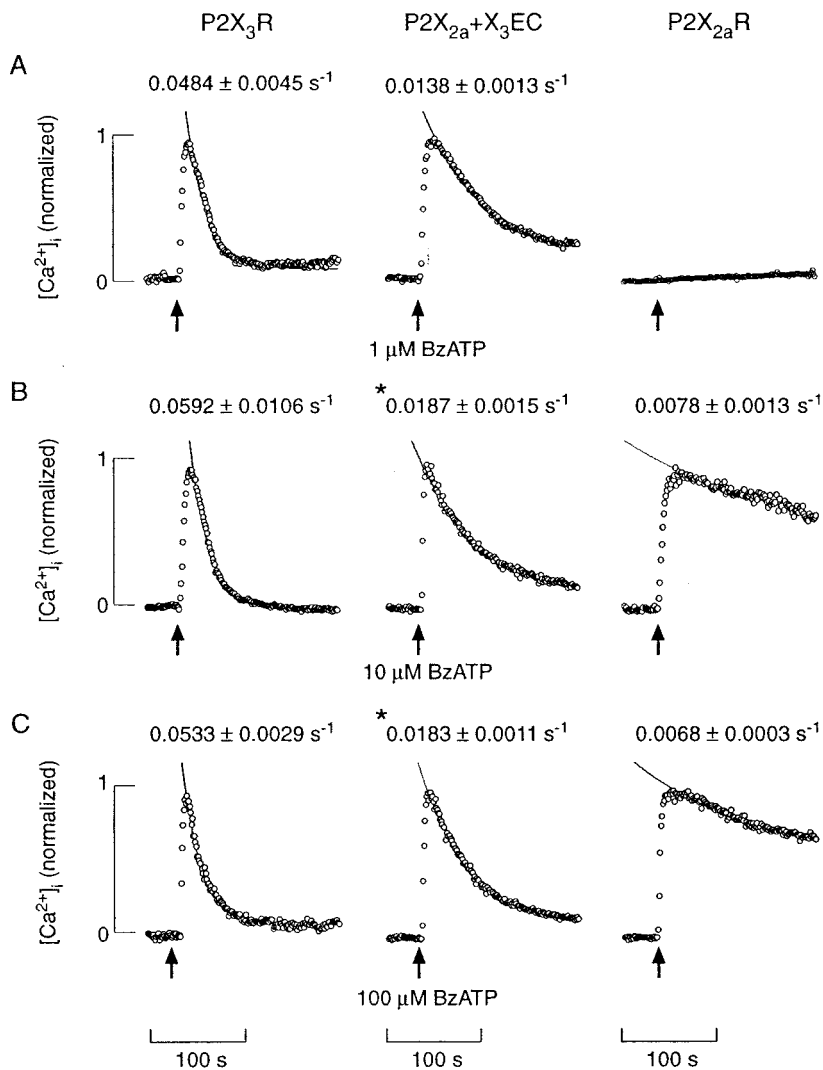 P2X3R P2X2a+X3EC P2X2aR
A
0.0484 ± 0.0045 s-1 0.0138 ± 0.0013 s-1
[Ca2+]i (normalized)
1
0
1 µM BzATP
B
0.0592 ± 0.0106 s-1 * 0.0187 ± 0.0015 s-1 0.0078 ± 0.0013 s-1
[Ca2+]i (normalized)
1
0
10 µM BzATP
C
0.0533 ± 0.0029 s-1 * 0.0183 ± 0.0011 s-1 0.0068 ± 0.0003 s-1
[Ca2+]i (normalized)
1
0
100 µM BzATP
100 s 100 s 100 s